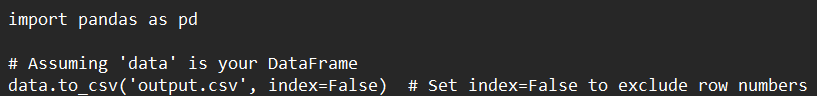 import pandas as pd
# Assuming 'data' is your DataFrame
data.to_csv('output.csv', index=False)  # Set index=False to exclude row numbers